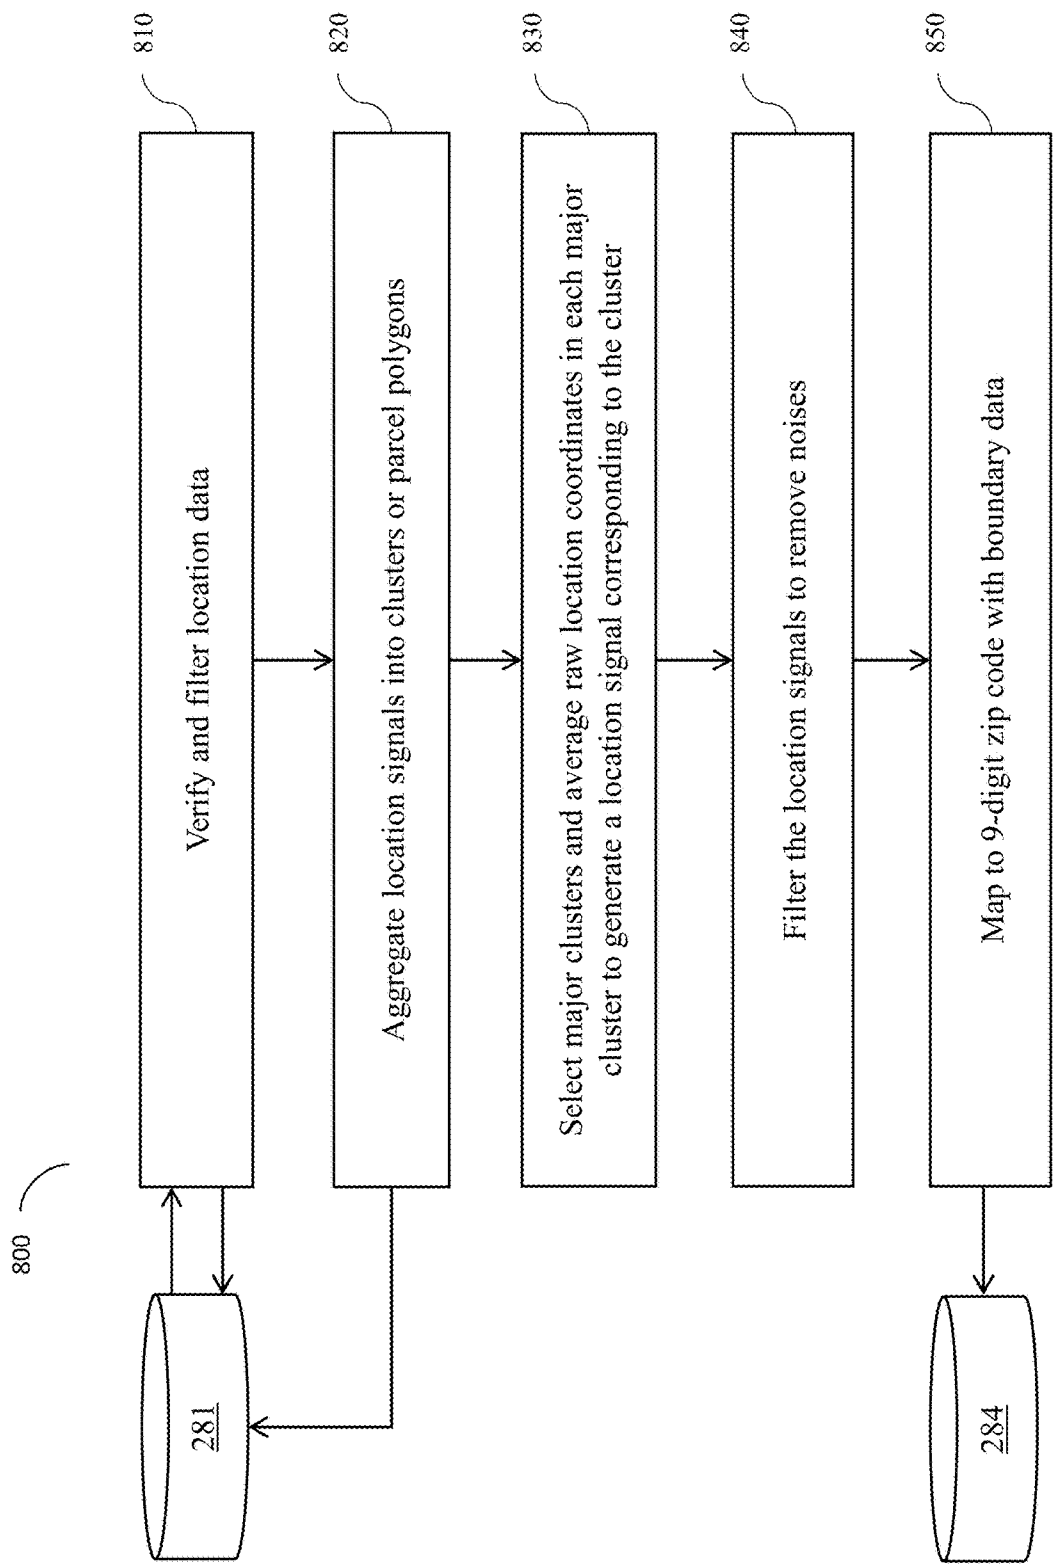 800
810
Verify and filter location data
281
820
Aggregate location signals into clusters or parcel polygons
830
Select major clusters and average raw location coordinates in each major
cluster to generate a location signal corresponding to the cluster
840
Filter the location signals to remove noises
850
Map to 9-digit zip code with boundary data
284